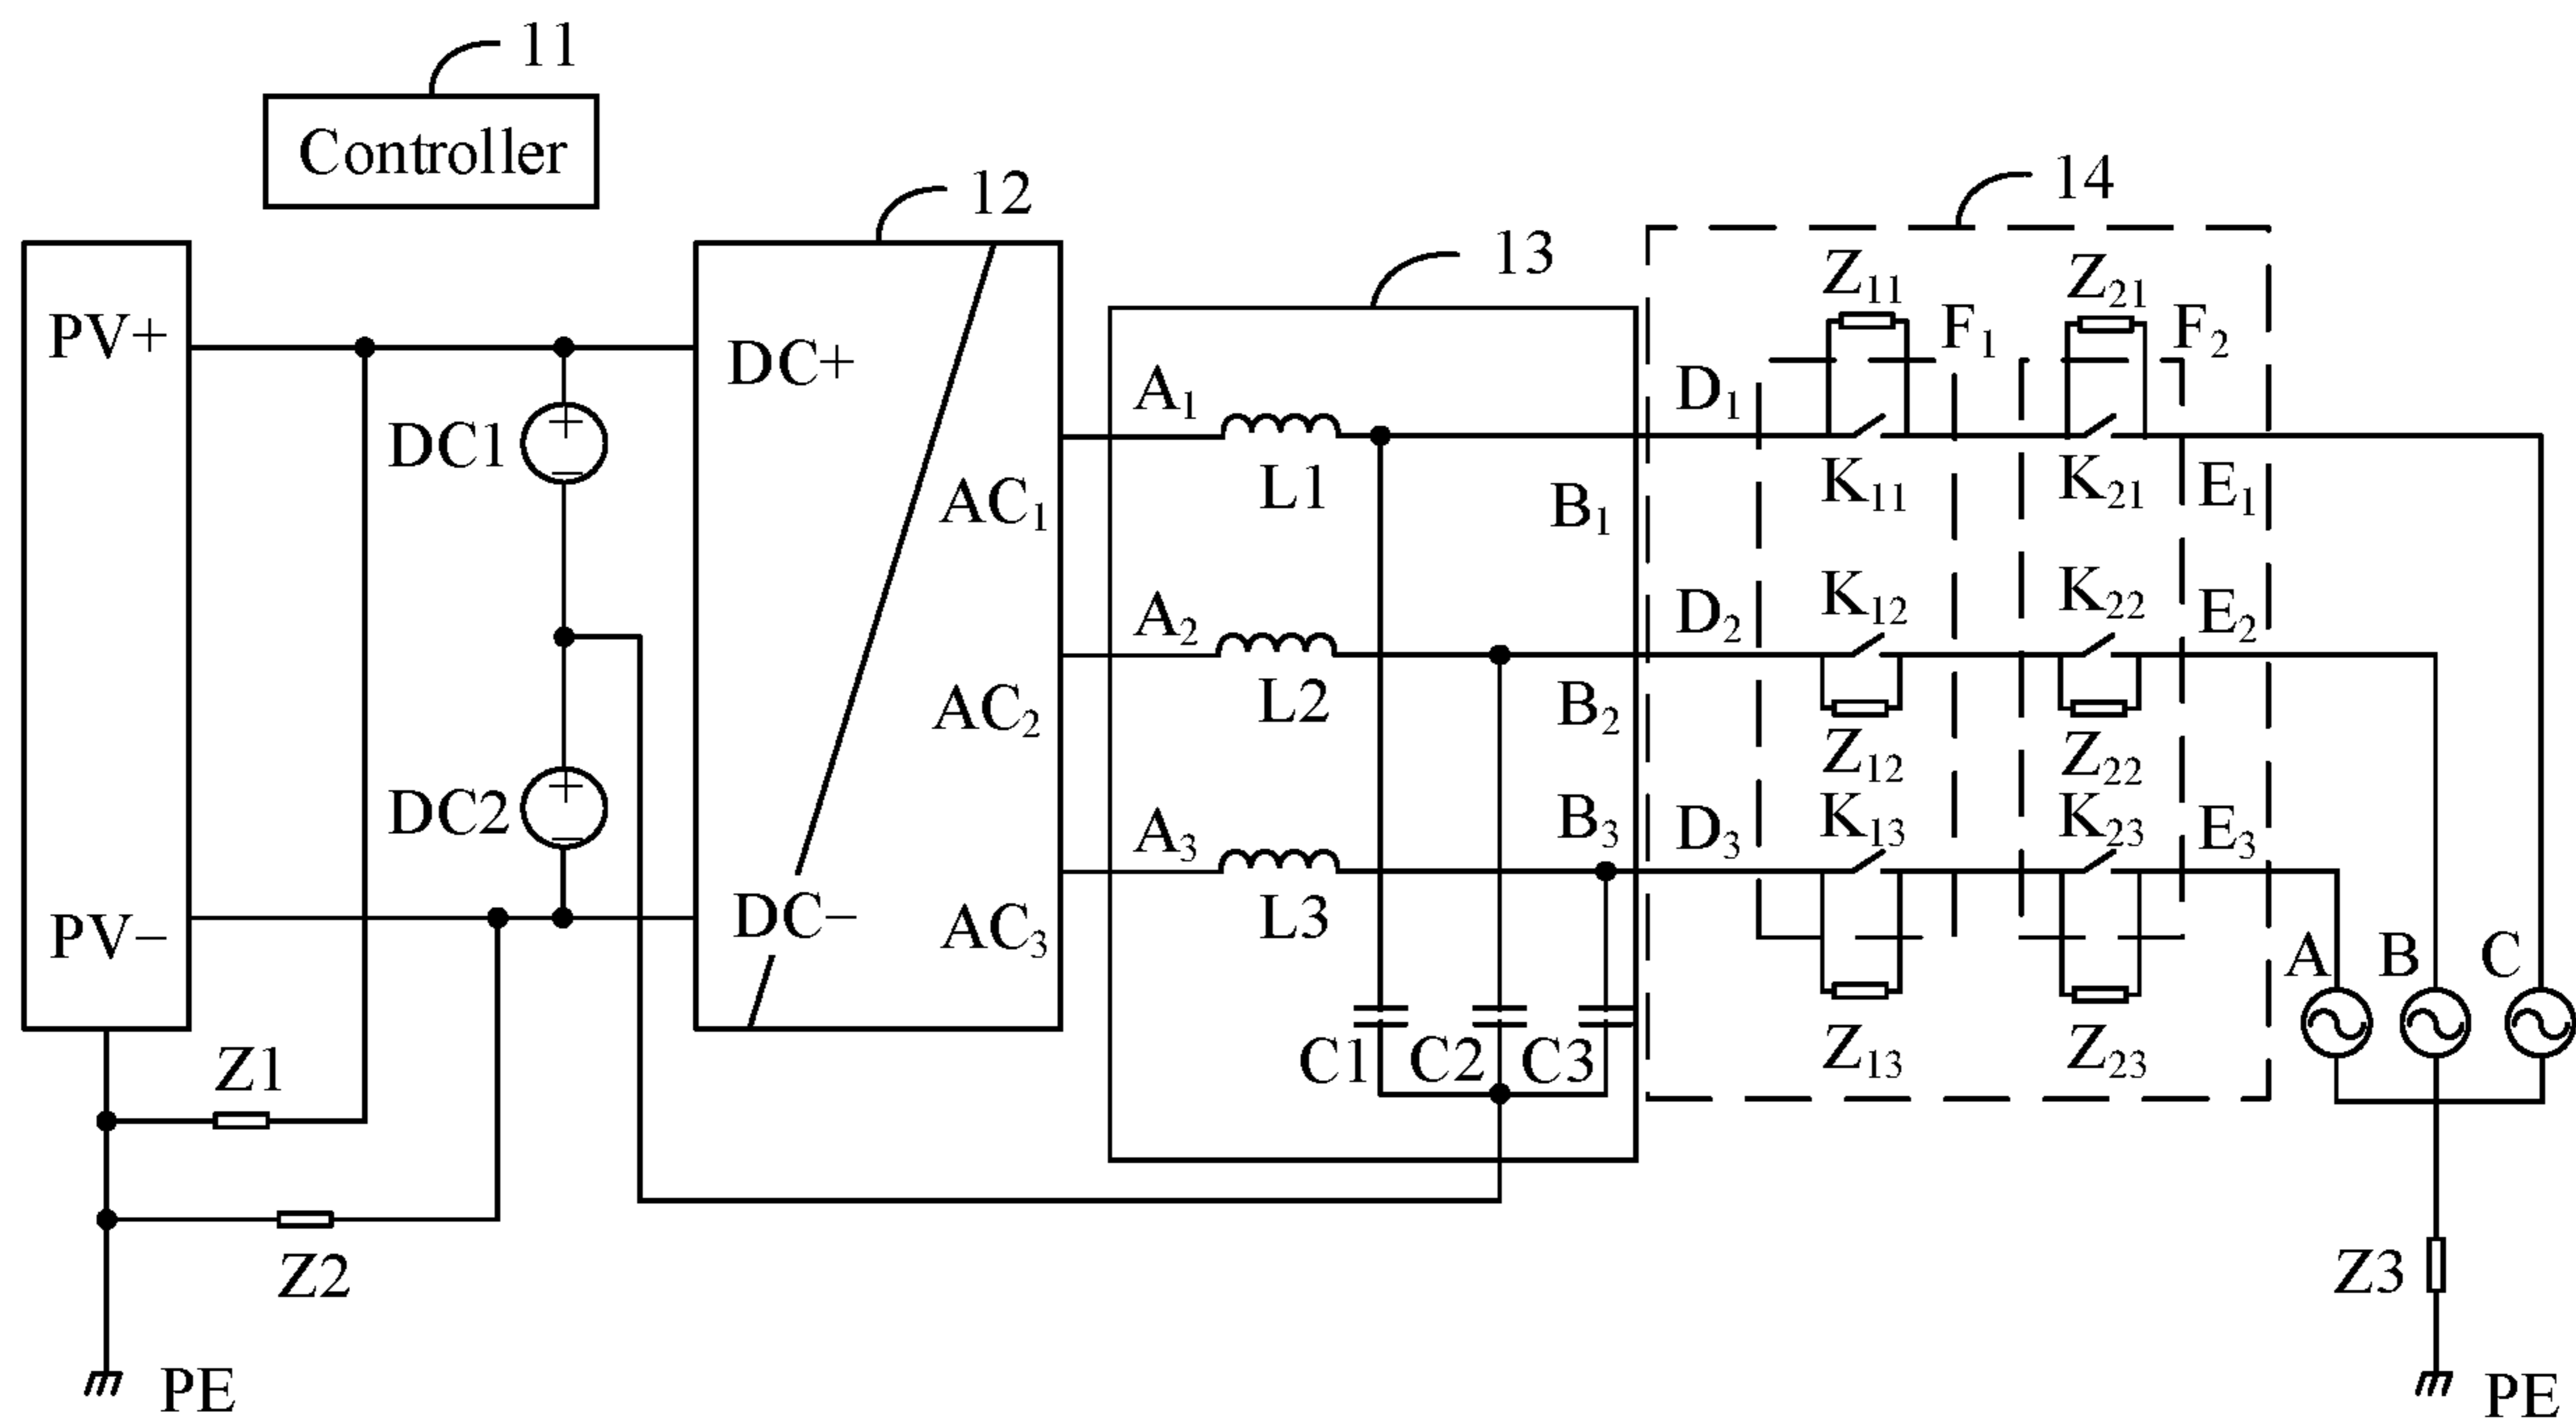 11
Controller
12
13
14
PV+
PV−
DC1
DC2
DC+
DC−
AC₁
AC₂
AC₃
A₁
A₂
A₃
L1
L2
L3
B₁
B₂
B₃
C1
C2
C3
D₁
D₂
D₃
Z₁₁
F₁
Z₂₁
F₂
K₁₁
K₂₁
E₁
K₁₂
K₂₂
E₂
Z₁₂
Z₂₂
K₁₃
K₂₃
E₃
Z₁₃
Z₂₃
A
B
C
Z1
Z2
Z3
PE
PE